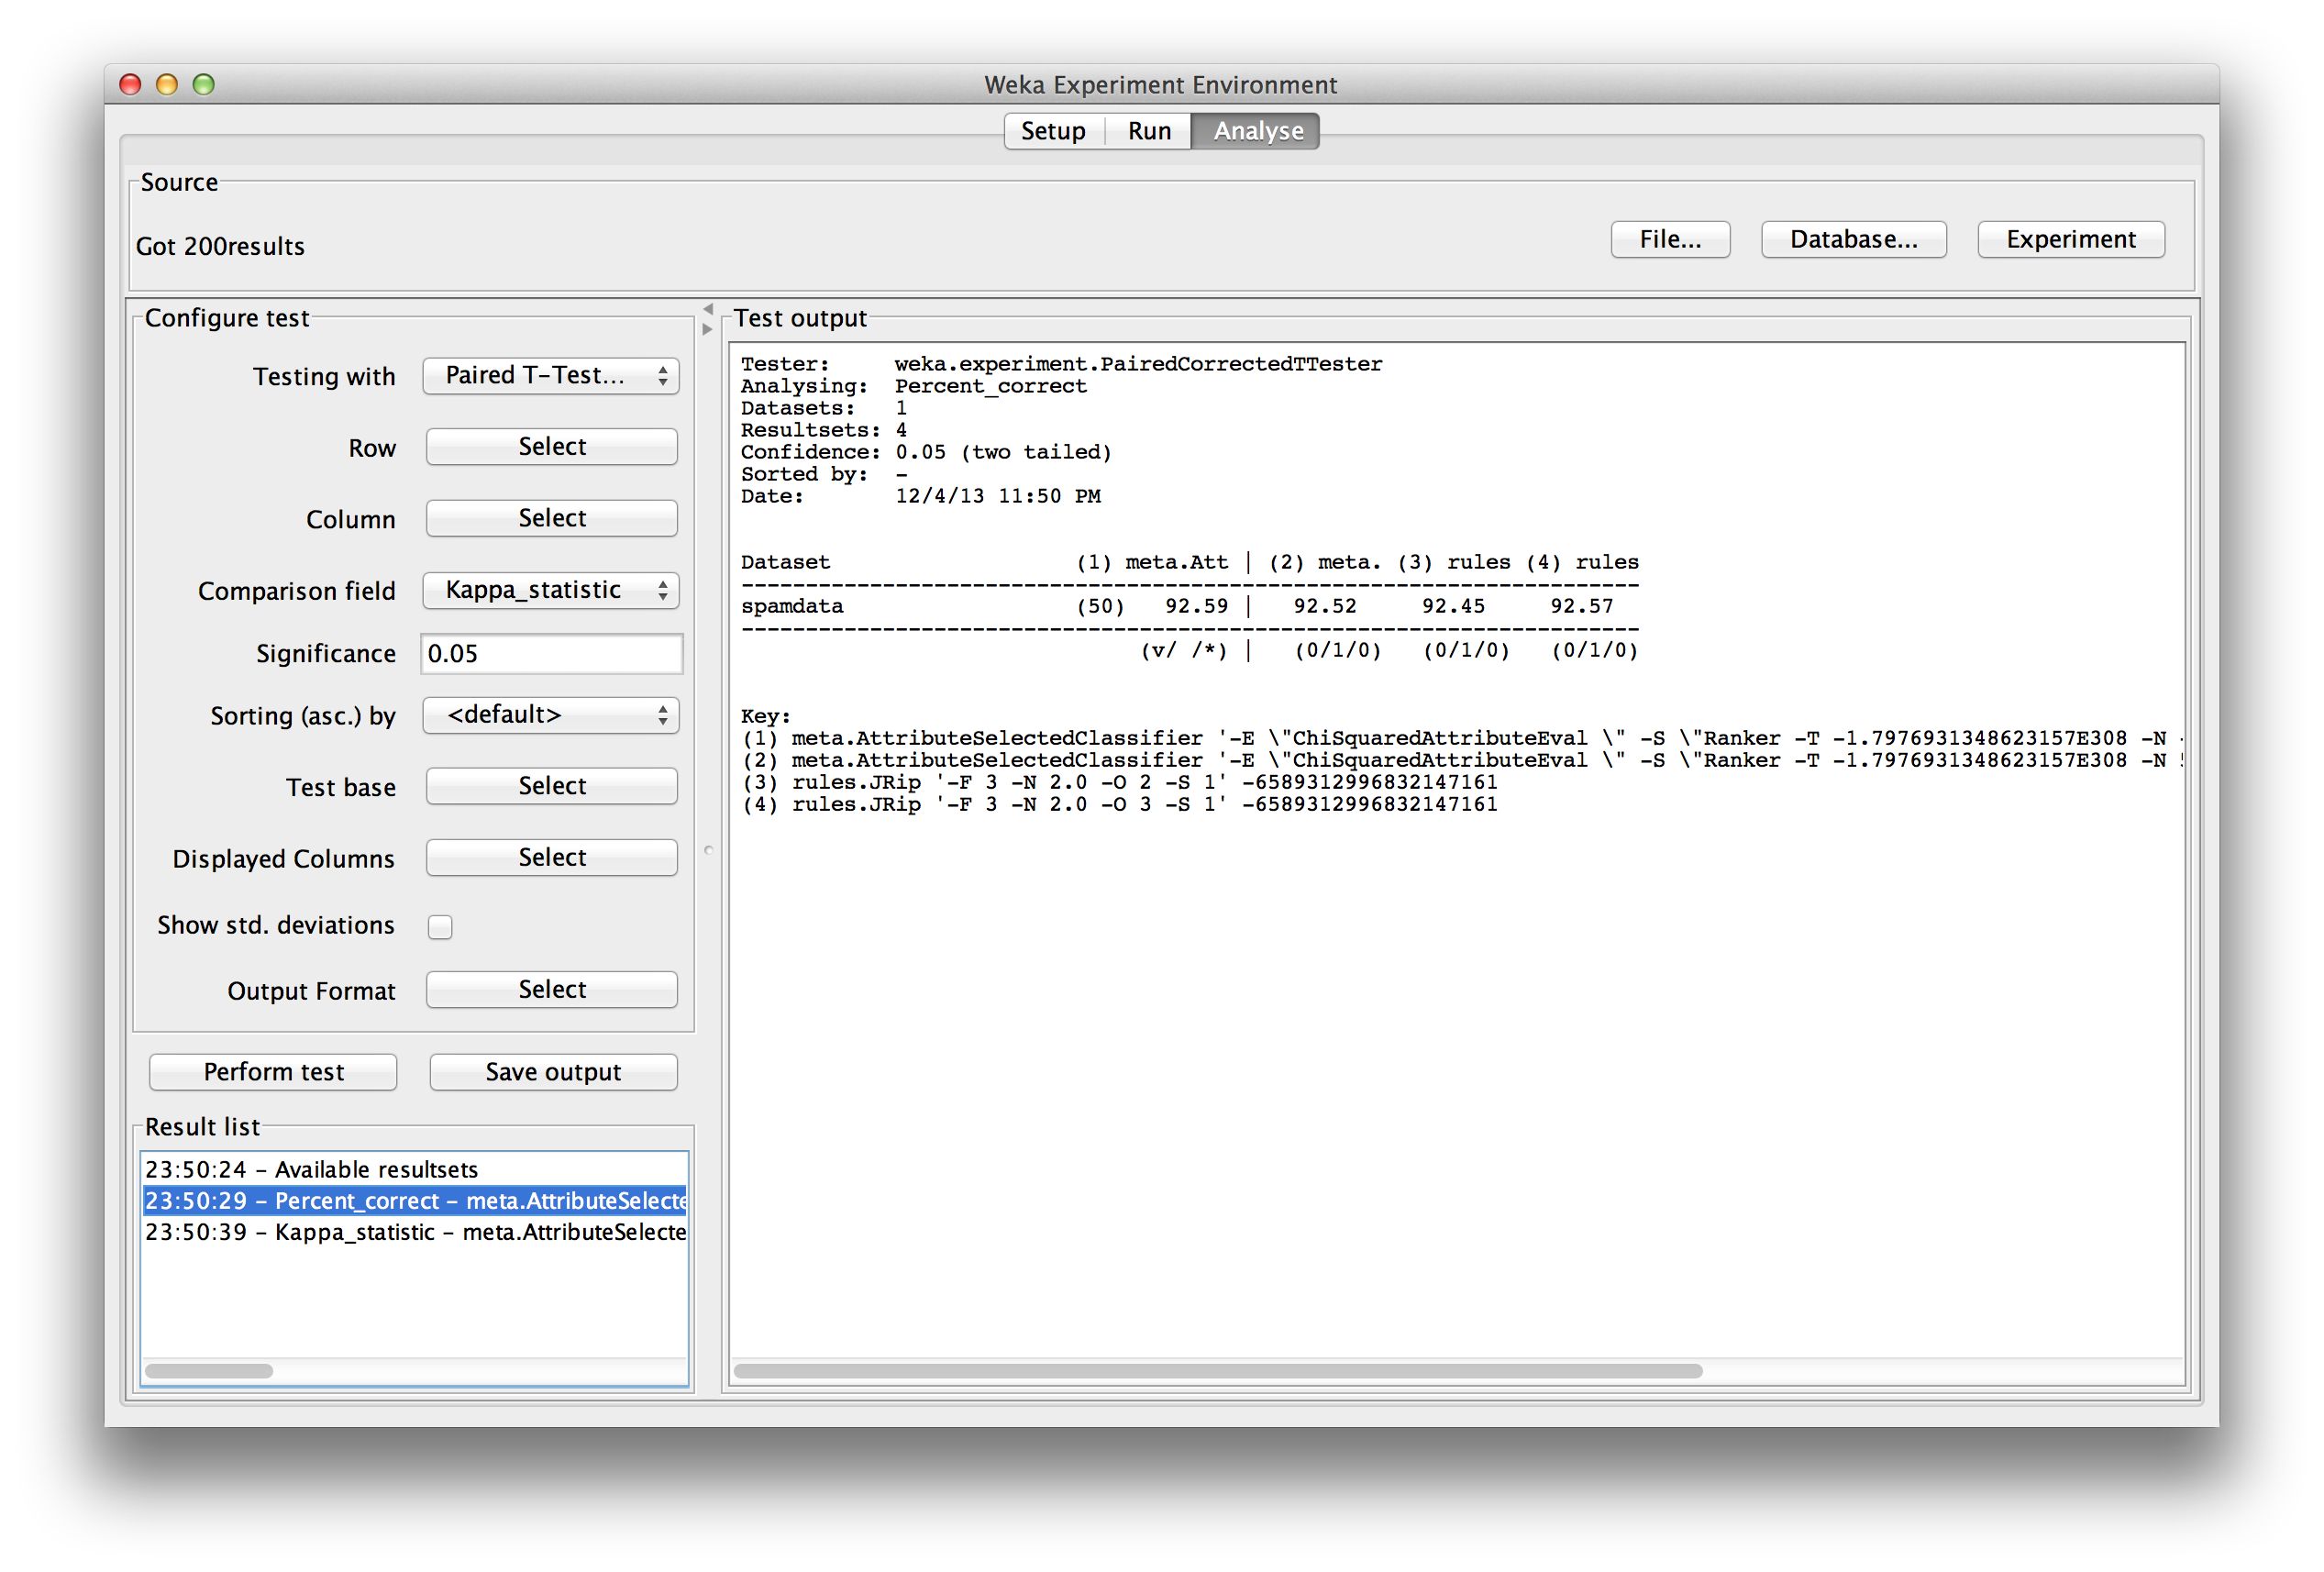 Weka Experiment Environment
Setup Run Analyse
Source
Got 200results
File... Database... Experiment
Configure test
Testing with Paired T-Test...
Row Select
Column Select
Comparison field Kappa_statistic
Significance 0.05
Sorting (asc.) by <default>
Test base Select
Displayed Columns Select
Show std. deviations
Output Format Select
Perform test Save output
Result list
23:50:24 - Available resultsets
23:50:29 - Percent_correct - meta.AttributeSelecte
23:50:39 - Kappa_statistic - meta.AttributeSelecte
Test output
Tester: weka.experiment.PairedCorrectedTTester
Analysing: Percent_correct
Datasets: 1
Resultsets: 4
Confidence: 0.05 (two tailed)
Sorted by: -
Date: 12/4/13 11:50 PM
Dataset (1) meta.Att | (2) meta. (3) rules (4) rules
----------------------------------------------------------------------
spamdata (50) 92.59 | 92.52 92.45 92.57
----------------------------------------------------------------------
(v/ /*) | (0/1/0) (0/1/0) (0/1/0)
Key:
(1) meta.AttributeSelectedClassifier '-E \"ChiSquaredAttributeEval \" -S \"Ranker -T -1.7976931348623157E308 -N
(2) meta.AttributeSelectedClassifier '-E \"ChiSquaredAttributeEval \" -S \"Ranker -T -1.7976931348623157E308 -N
(3) rules.JRip '-F 3 -N 2.0 -O 2 -S 1' -6589312996832147161
(4) rules.JRip '-F 3 -N 2.0 -O 3 -S 1' -6589312996832147161